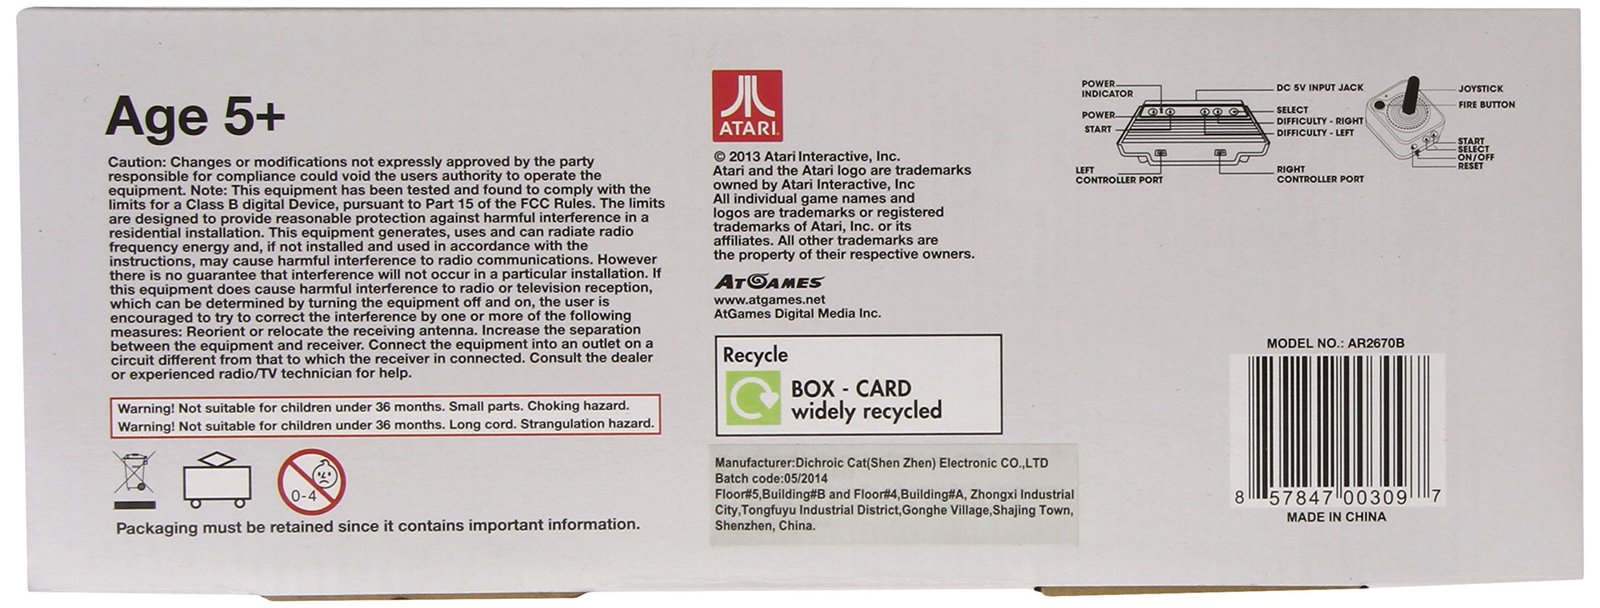 Age 5+
Caution: Changes or modifications not expressly approved by the party
responsible for compliance could void the users authority to operate the
equipment. Note: This equipment has been tested and found to comply with the
limits for a Class B digital Device, pursuant to Part 15 of the FCC Rules. The limits
are designed to provide reasonable protection against harmful interference in a
residential installation. This equipment generates, uses and can radiate radio
frequency energy and, if not installed and used in accordance with the
instructions, may cause harmful interference to radio communications. However
there is no guarantee that interference will not occur in a particular installation. If
this equipment does cause harmful interference to radio or television reception,
which can be determined by turning the equipment off and on, the user is
encouraged to try to correct the interference by one or more of the following
measures: Reorient or relocate the receiving antenna. Increase the separation
between the equipment and receiver. Connect the equipment into an outlet on a
circuit different from that to which the receiver in connected. Consult the dealer
or experienced radio/TV technician for help.
Warning! Not suitable for children under 36 months. Small parts. Choking hazard.
Warning! Not suitable for children under 36 months. Long cord. Strangulation hazard.
0-4
Packaging must be retained since it contains important information.
ATARI
© 2013 Atari Interactive, Inc.
Atari and the Atari logo are trademarks
owned by Atari Interactive, Inc
All individual game names and
logos are trademarks or registered
trademarks of Atari, Inc. or its
affiliates. All other trademarks are
the property of their respective owners.
ATGAMES
www.atgames.net
AtGames Digital Media Inc.
Recycle
BOX - CARD
widely recycled
Manufacturer:Dichroic Cat(Shen Zhen) Electronic CO.,LTD
Batch code:05/2014
Floor#5,Building#B and Floor#4,Building#A, Zhongxi Industrial
City,Tongfuyu Industrial District,Gonghe Village,Shajing Town,
Shenzhen, China.
POWER
INDICATOR
POWER
START
LEFT
CONTROLLER PORT
DC 5V INPUT JACK
SELECT
DIFFICULTY - RIGHT
DIFFICULTY - LEFT
RIGHT
CONTROLLER PORT
JOYSTICK
FIRE BUTTON
START
SELECT
ON/OFF
RESET
MODEL NO.: AR2670B
8 57847 00309 7
MADE IN CHINA